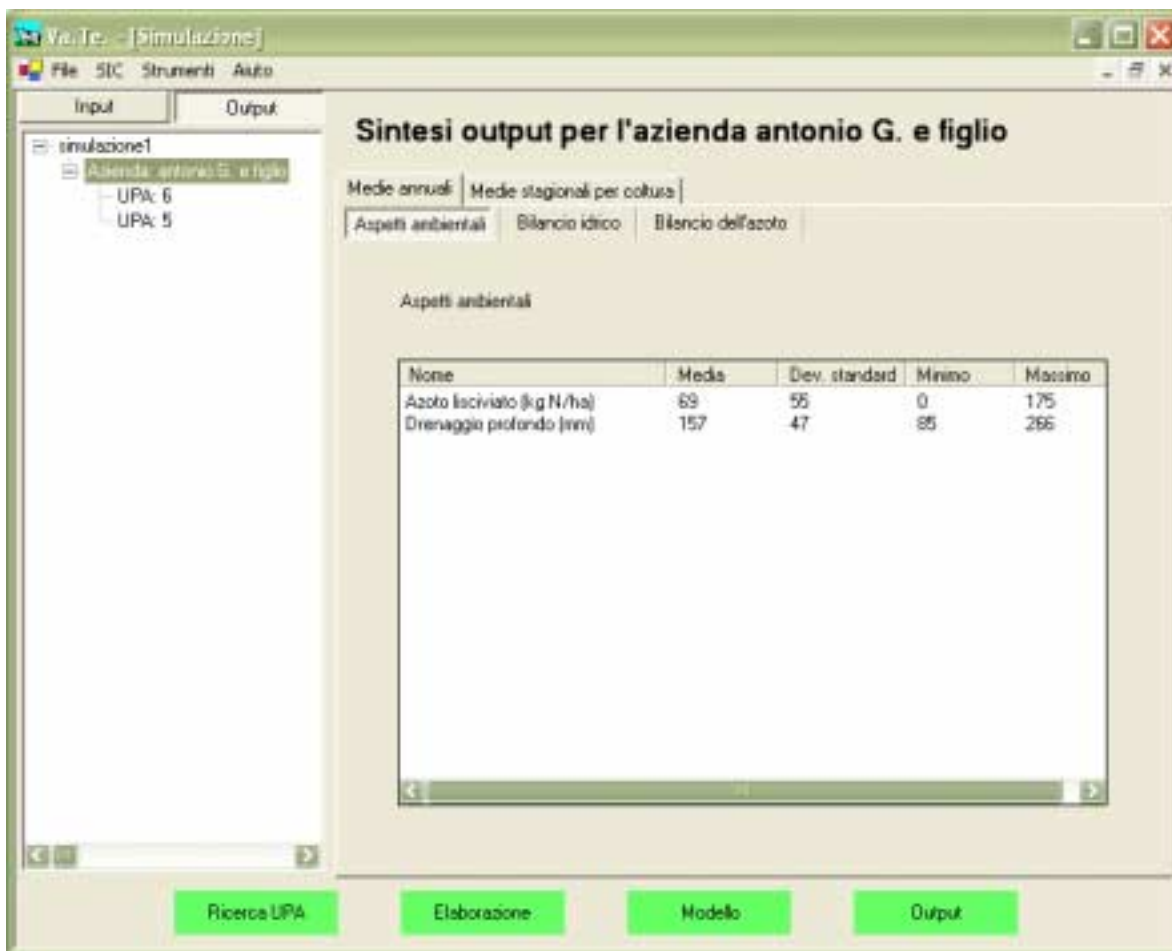 Va.Te. - [Simulazione]
File SIC Strumenti Aiuto
Input Output
simulazione1
Azienda: antonio G. e figlio
UPA: 6
UPA: 5
Sintesi output per l'azienda antonio G. e figlio
Medie annuali Medie stagionali per coltura
Aspetti ambientali Bilancio idrico Bilancio dell'azoto
Aspetti ambientali
Nome Media Dev. standard Minimo Massimo
Azoto lisciviato (kg N/ha) 69 55 0 175
Drenaggio profondo (mm) 157 47 85 266
Ricerca UPA Elaborazione Modello Output